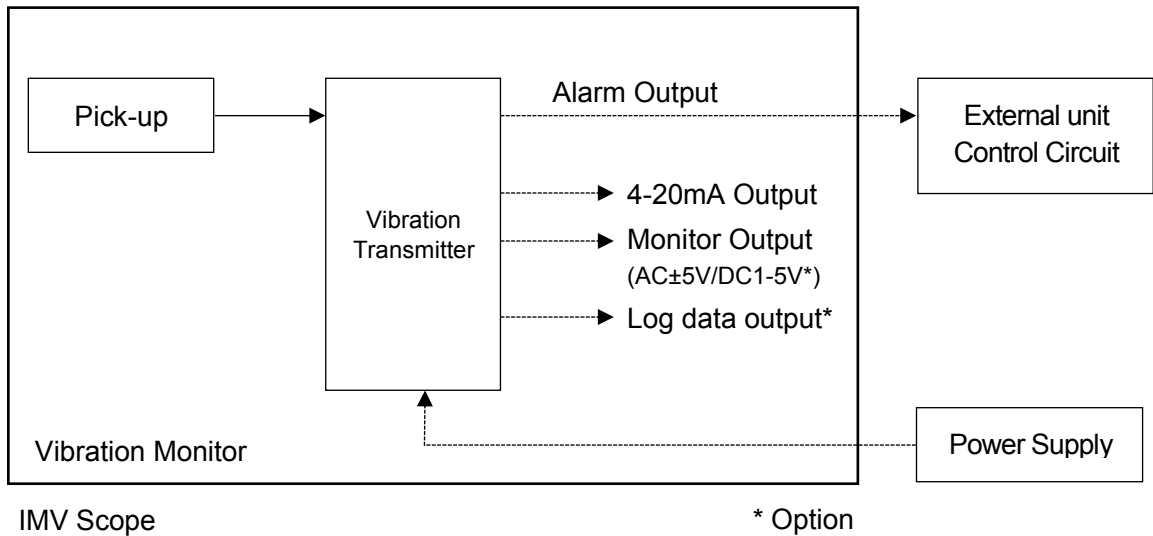 Pick-up
Vibration
Transmitter
Alarm Output
External unit
Control Circuit
4-20mA Output
Monitor Output
(AC±5V/DC1-5V*)
Log data output*
Vibration Monitor
Power Supply
IMV Scope
* Option